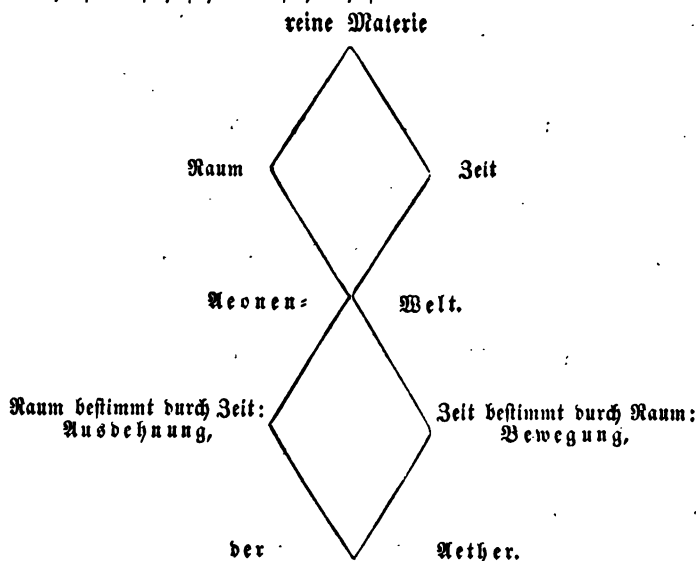 reine Materie
Raum Zeit
Aeonen= Welt.
Raum bestimmt durch Zeit: Zeit bestimmt durch Raum:
Ausdehnung, Bewegung,
der Aether.